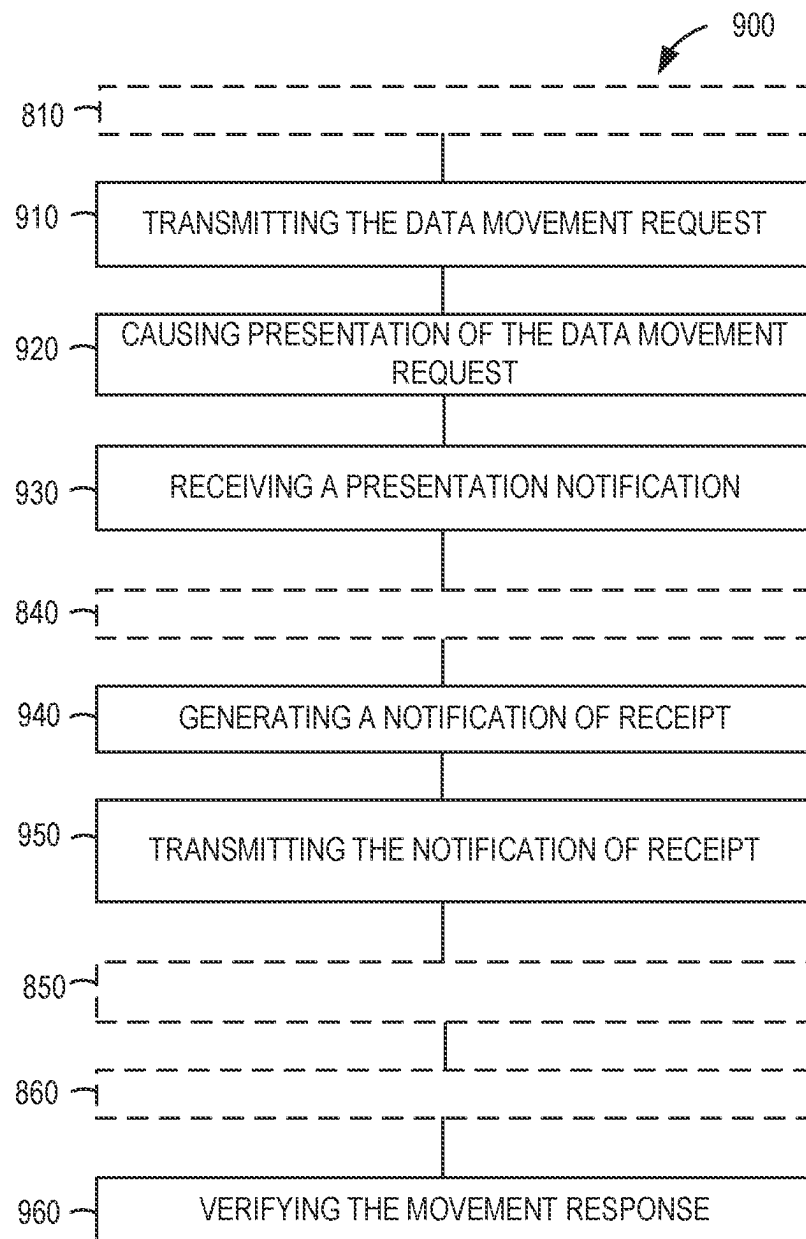 900
810
910
TRANSMITTING THE DATA MOVEMENT REQUEST
920
CAUSING PRESENTATION OF THE DATA MOVEMENT
REQUEST
930
RECEIVING A PRESENTATION NOTIFICATION
840
940
GENERATING A NOTIFICATION OF RECEIPT
950
TRANSMITTING THE NOTIFICATION OF RECEIPT
850
860
960
VERIFYING THE MOVEMENT RESPONSE